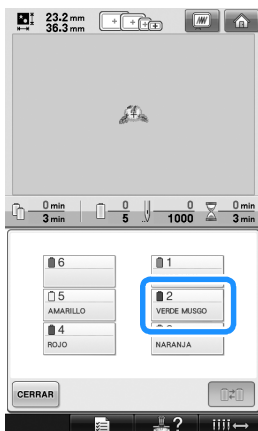 23.2 mm
36.3 mm
0 min
3 min
0
5
0
1000
0 min
3 min
6
1
5
AMARILLO
2
VERDE MUSGO
4
ROJO
NARANJA
CERRAR
?